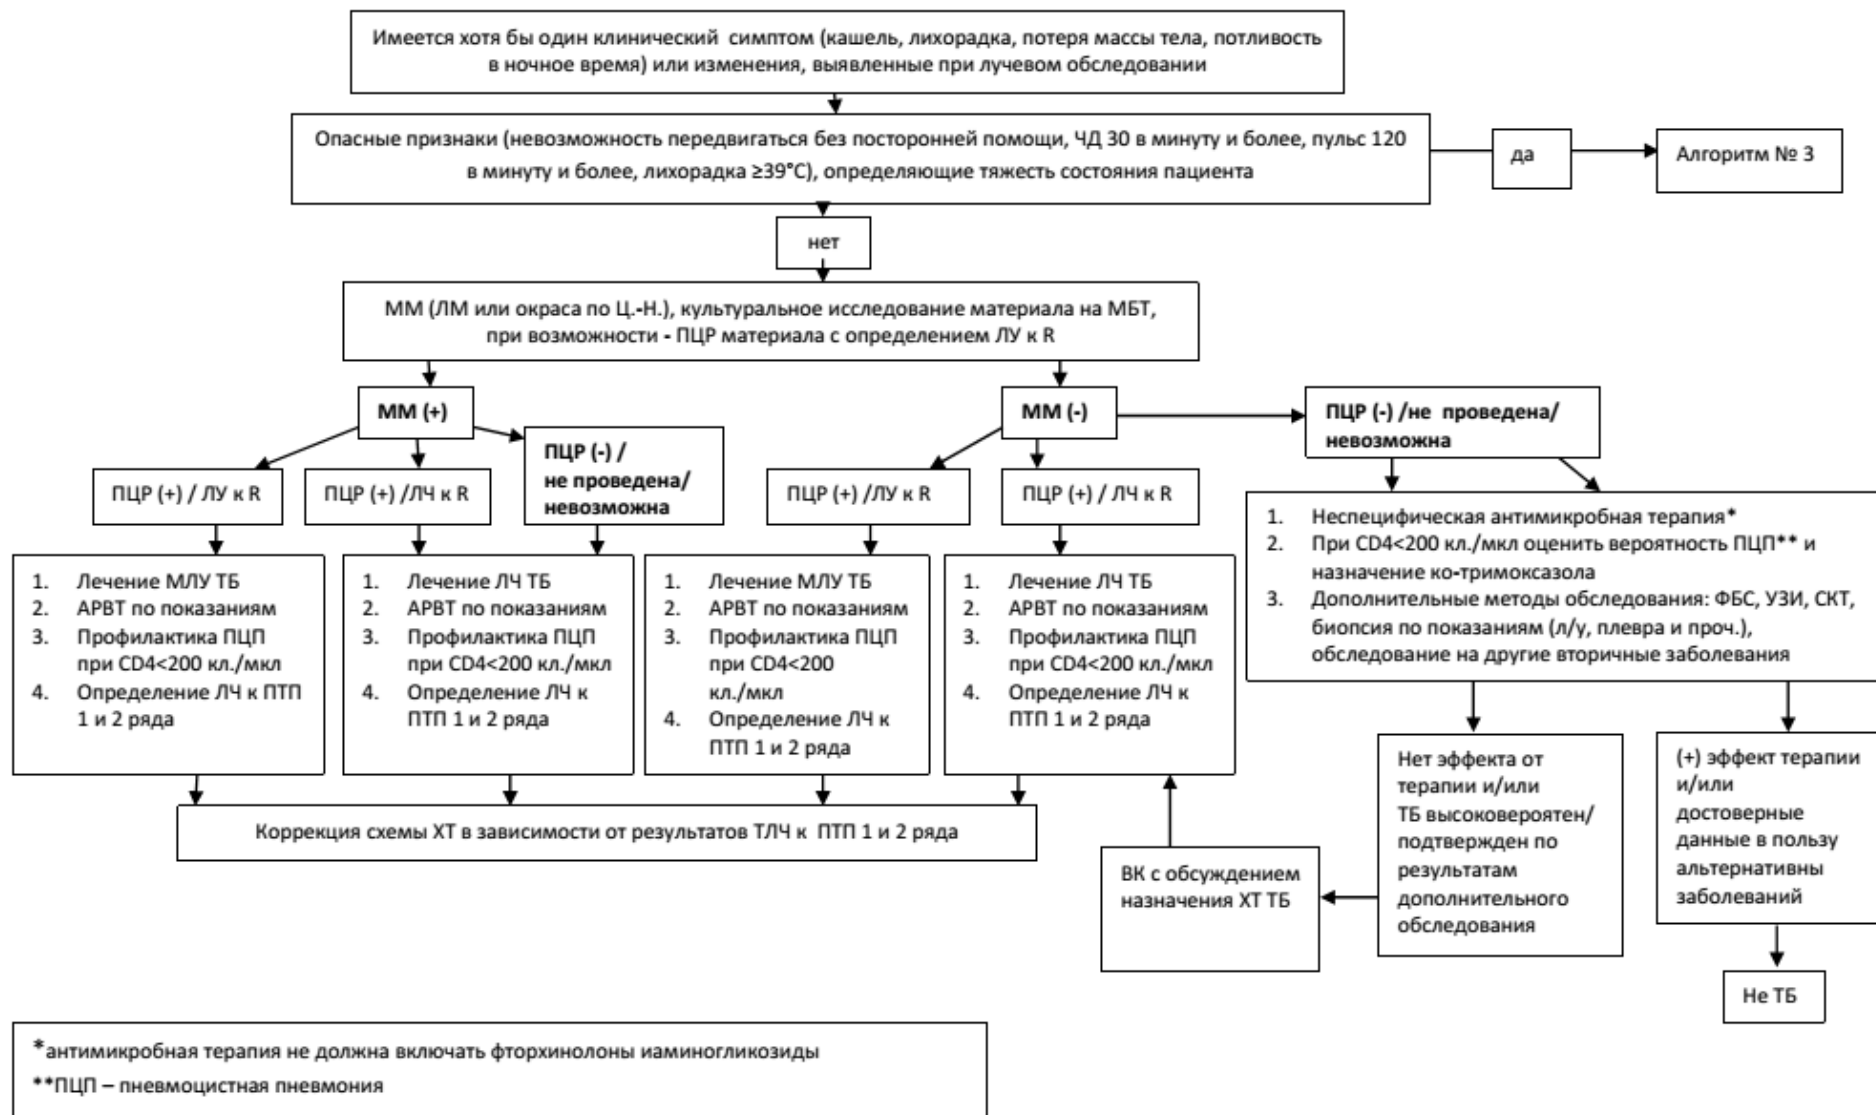 Имеется хотя бы один клинический симптом (кашель, лихорадка, потеря массы тела, потливость
в ночное время) или изменения, выявленные при лучевом обследовании
Опасные признаки (невозможность передвигаться без посторонней помощи, ЧД 30 в минуту и более, пульс 120
в минуту и более, лихорадка ≥39°С), определяющие тяжесть состояния пациента
да
Алгоритм № 3
нет
ММ (ЛМ или окраса по Ц.-Н.), культуральное исследование материала на МБТ,
при возможности - ПЦР материала с определением ЛУ к R
ММ (+)
ММ (-)
ПЦР (-) /не проведена/
невозможна
ПЦР (+) / ЛУ к R
ПЦР (+) /ЛЧ к R
ПЦР (-) /
не проведена/
невозможна
ПЦР (+) /ЛУ к R
ПЦР (+) / ЛЧ к R
1. Лечение МЛУ ТБ
2. АРВТ по показаниям
3. Профилактика ПЦП
при CD4<200 кл./мкл
4. Определение ЛЧ к ПТП
1 и 2 ряда
1. Лечение ЛЧ ТБ
2. АРВТ по показаниям
3. Профилактика ПЦП
при CD4<200 кл./мкл
4. Определение ЛЧ к
ПТП 1 и 2 ряда
1. Лечение МЛУ ТБ
2. АРВТ по показаниям
3. Профилактика ПЦП
при CD4<200
кл./мкл
4. Определение ЛЧ к
ПТП 1 и 2 ряда
1. Лечение ЛЧ ТБ
2. АРВТ по показаниям
3. Профилактика ПЦП
при CD4<200 кл./мкл
4. Определение ЛЧ к
ПТП 1 и 2 ряда
1. Неспецифическая антимикробная терапия*
2. При CD4<200 кл./мкл оценить вероятность ПЦП** и
назначение ко-тримоксазола
3. Дополнительные методы обследования: ФБС, УЗИ, СКТ,
биопсия по показаниям (л/у, плевра и проч.),
обследование на другие вторичные заболевания
Коррекция схемы ХТ в зависимости от результатов ТЛЧ к ПТП 1 и 2 ряда
ВК с обсуждением
назначения ХТ ТБ
Нет эффекта от
терапии и/или
ТБ высоковероятен/
подтвержден по
результатам
дополнительного
обследования
(+) эффект терапии
и/или
достоверные
данные в пользу
альтернативны
заболеваний
Не ТБ
*антимикробная терапия не должна включать фторхинолоны иаминогликозиды
**ПЦП – пневмоцистная пневмония